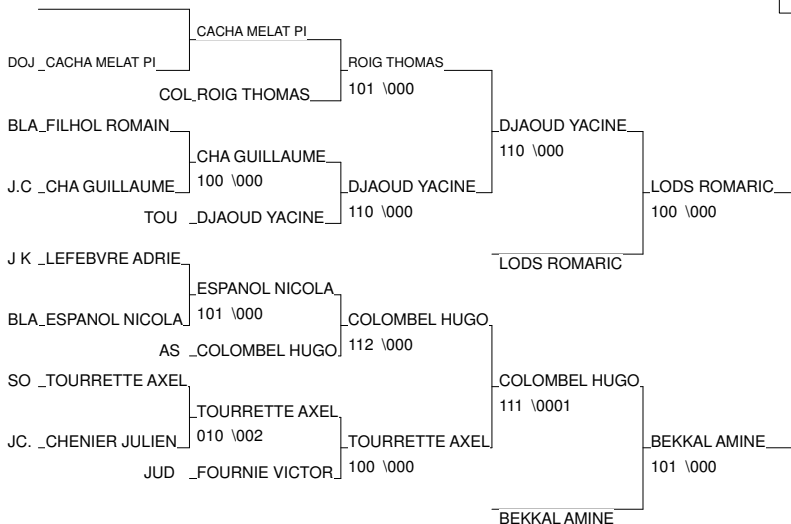 CACHA MELAT PI
DOJ CACHA MELAT PI
ROIG THOMAS
101 \000
COL ROIG THOMAS
BLA FILHOL ROMAIN
DJAOUD YACINE
110 \000
CHA GUILLAUME
100 \000
J.C CHA GUILLAUME
DJAOUD YACINE
110 \000
LODS ROMARIC
100 \000
TOU DJAOUD YACINE
J K LEFEBVRE ADRIE
LODS ROMARIC
ESPANOL NICOLA
101 \000
BLA ESPANOL NICOLA
COLOMBEL HUGO
112 \000
AS COLOMBEL HUGO
SO TOURRETTE AXEL
COLOMBEL HUGO
111 \0001
TOURRETTE AXEL
010 \002
JC. CHENIER JULIEN
TOURRETTE AXEL
100 \000
BEKKAL AMINE
101 \000
JUD FOURNIE VICTOR
BEKKAL AMINE